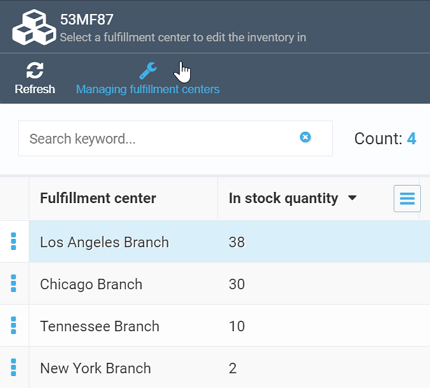 53MF87
Select a fulfillment center to edit the inventory in
Refresh
Managing fulfillment centers
Search keyword...
Count: 4
Fulfillment center
In stock quantity
Los Angeles Branch
38
Chicago Branch
30
Tennessee Branch
10
New York Branch
2